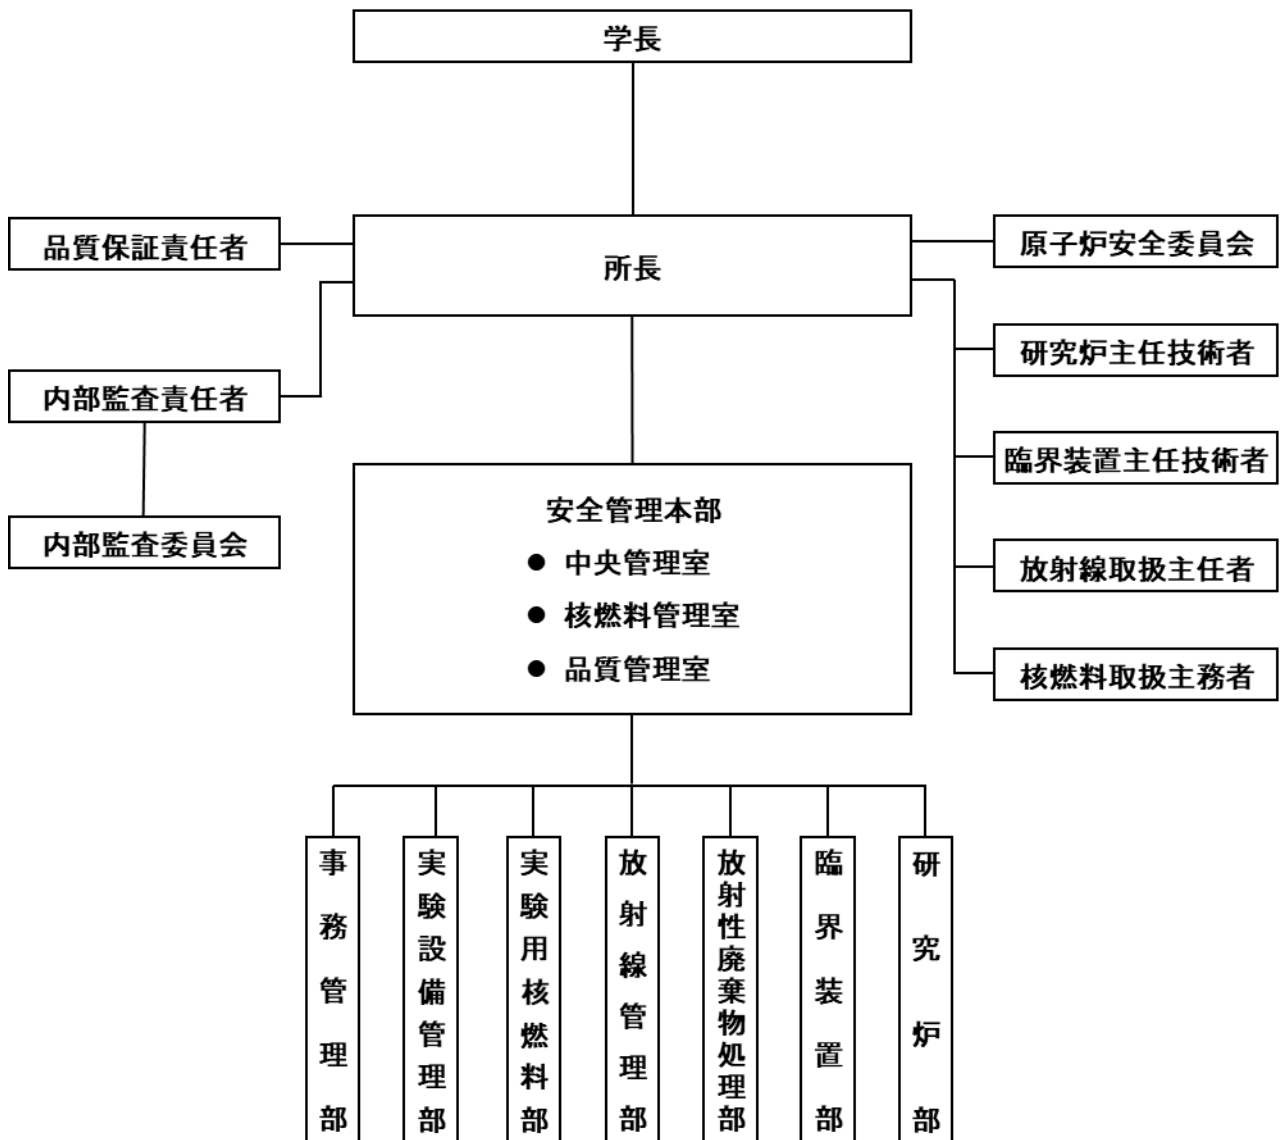 学長
品質保証責任者
所長
原子炉安全委員会
研究炉主任技術者
内部監査責任者
臨界装置主任技術者
安全管理本部
● 中央管理室
● 核燃料管理室
● 品質管理室
内部監査委員会
放射線取扱主任者
核燃料取扱主務者
事務管理部
実験設備管理部
実験用核燃料部
放射線管理部
放射性廃棄物処理部
臨界装置部
研究炉部